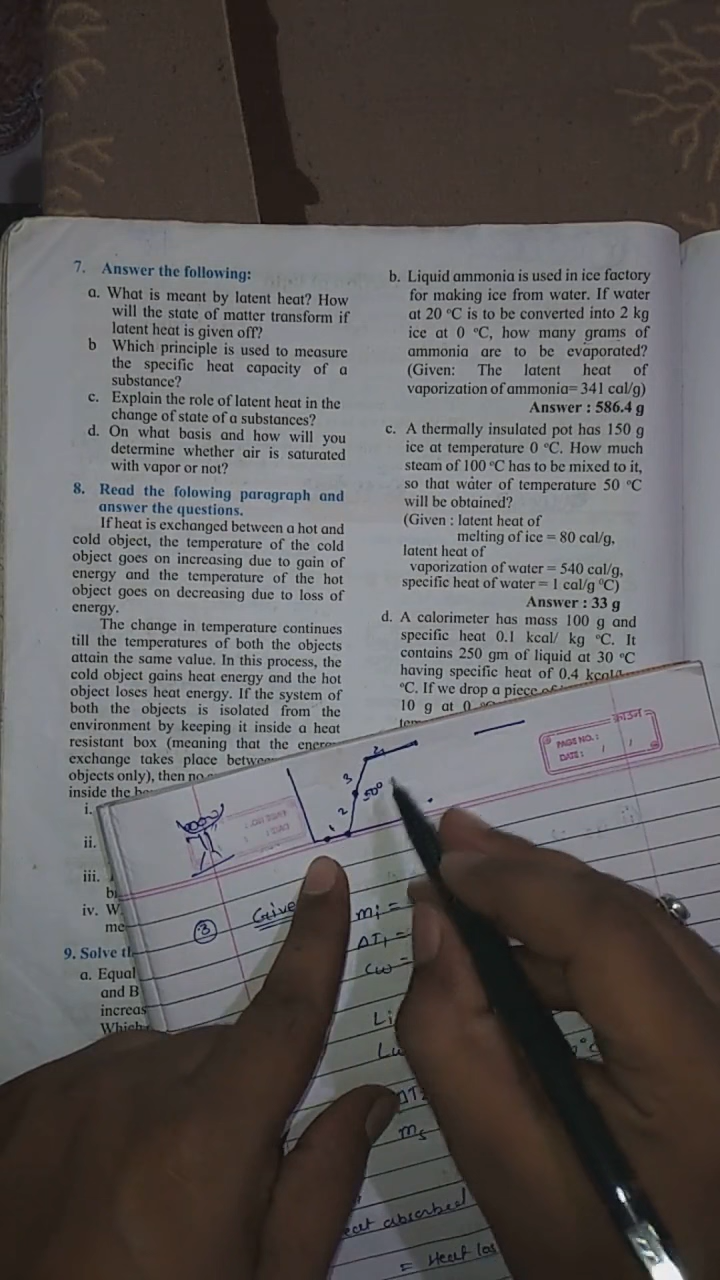 7. Answer the following:
a. What is meant by latent heat? How
will the state of matter transform if
latent heat is given off?
b Which principle is used to measure
the specific heat capacity of a
substance?
c. Explain the role of latent heat in the
change of state of a substances?
d. On what basis and how will you
determine whether air is saturated
with vapor or not?
8. Read the folowing paragraph and
answer the questions.
If heat is exchanged between a hot and
cold object, the temperature of the cold
object goes on increasing due to gain of
energy and the temperature of the hot
object goes on decreasing due to loss of
energy.
The change in temperature continues
till the temperatures of both the objects
attain the same value. In this process, the
cold object gains heat energy and the hot
object loses heat energy. If the system of
both the objects is isolated from the
environment by keeping it inside a heat
resistant box (meaning that the
exchange takes place
objects only), then
inside the
i.
ii.
iii.
iv. W
me
9. Solve
a. Equal
and B
increas
Which
b. Liquid ammonia is used in ice factory
for making ice from water. If water
at 20 °C is to be converted into 2 kg
ice at 0 °C, how many grams of
ammonia are to be evaporated?
(Given: The latent heat of
vaporization of ammonia= 341 cal/g)
Answer : 586.4 g
c. A thermally insulated pot has 150 g
ice at temperature 0 °C. How much
steam of 100 °C has to be mixed to it,
so that water of temperature 50 °C
will be obtained?
(Given : latent heat of
melting of ice = 80 cal/g,
latent heat of
vaporization of water = 540 cal/g,
specific heat of water = 1 cal/g °C)
Answer : 33 g
d. A calorimeter has mass 100 g and
specific heat 0.1 kcal/ kg °C. It
contains 250 gm of liquid at 30 °C
having specific heat of 0.4
°C. If we drop a piece
10 g at 0
क्राउन
PAGE NO. :
DATE : / /
1 2 3 50°
3 Give
mi =
ΔT1 =
Cw =
Li
ms
absorbed
= Heat los